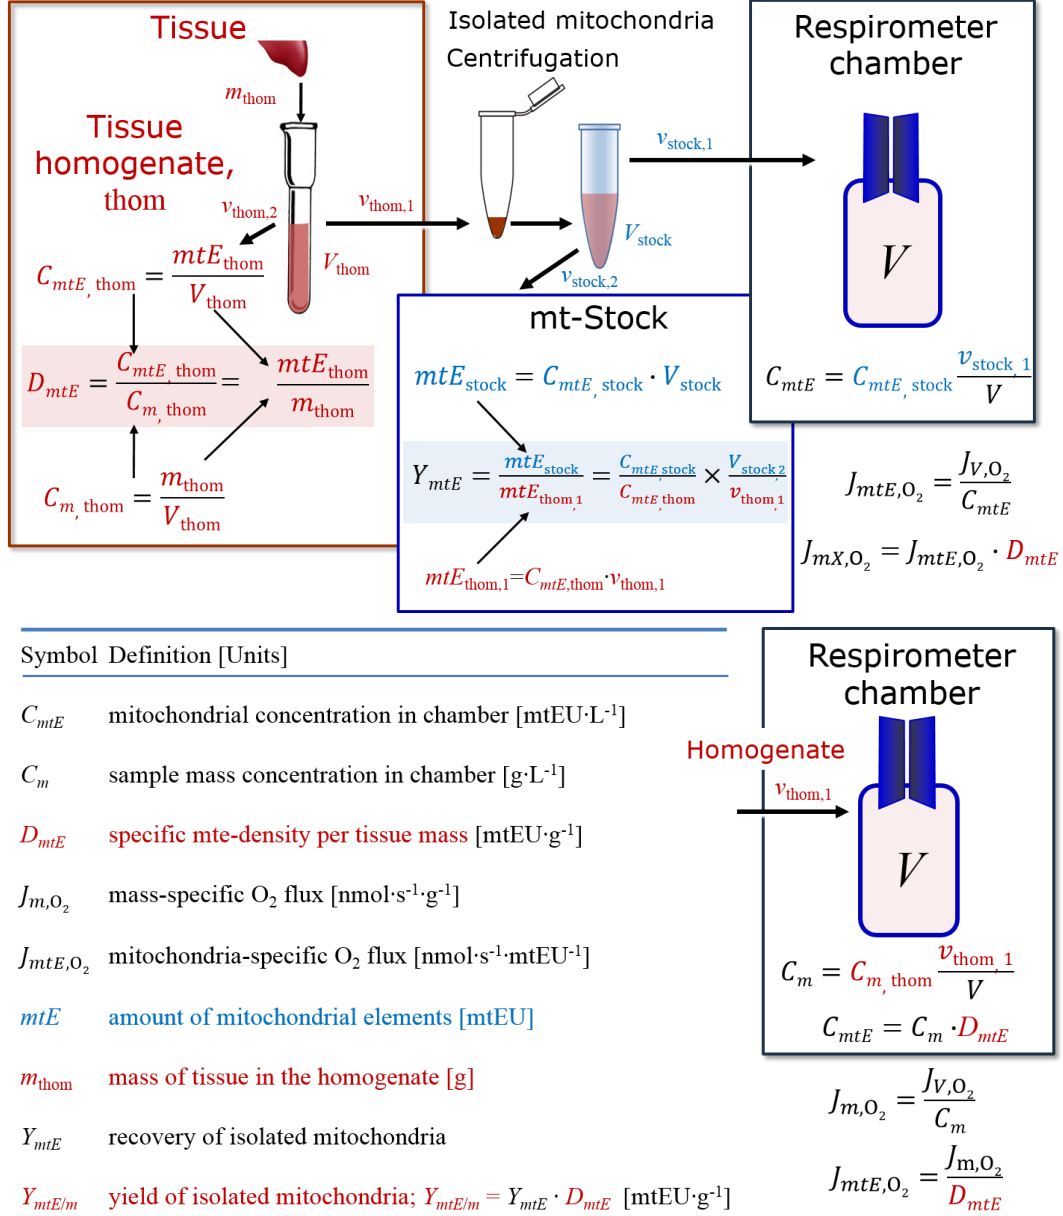 Tissue
m_thom
Tissue
homogenate,
thom
v_thom,2
v_thom,1
V_thom
C_mtE, thom = mtE_thom / V_thom
D_mtE = C_mtE, thom / C_m, thom = mtE_thom / m_thom
C_m, thom = m_thom / V_thom
Isolated mitochondria
Centrifugation
v_stock,1
V_stock
v_stock,2
mt-Stock
mtE_stock = C_mtE, stock · V_stock
Y_mtE = mtE_stock / mtE_thom,1 = C_mtE,stock / C_mtE,thom × V_stock,2 / v_thom,1
mtE_thom,1=C_mtE,thom·v_thom,1
Respirometer
chamber
V
C_mtE = C_mtE, stock v_stock, 1 / V
J_mtE,O₂ = J_V,O₂ / C_mtE
J_mX,O₂ = J_mtE,O₂ · D_mtE
Symbol Definition [Units]
C_mtE mitochondrial concentration in chamber [mtEU·L⁻¹]
C_m sample mass concentration in chamber [g·L⁻¹]
D_mtE specific mte-density per tissue mass [mtEU·g⁻¹]
J_m,O₂ mass-specific O₂ flux [nmol·s⁻¹·g⁻¹]
J_mtE,O₂ mitochondria-specific O₂ flux [nmol·s⁻¹·mtEU⁻¹]
mtE amount of mitochondrial elements [mtEU]
m_thom mass of tissue in the homogenate [g]
Y_mtE recovery of isolated mitochondria
Y_mtE/m yield of isolated mitochondria; Y_mtE/m = Y_mtE · D_mtE [mtEU·g⁻¹]
Respirometer
chamber
Homogenate
v_thom,1
V
C_m = C_m, thom v_thom, 1 / V
C_mtE = C_m · D_mtE
J_m,O₂ = J_V,O₂ / C_m
J_mtE,O₂ = J_m,O₂ / D_mtE